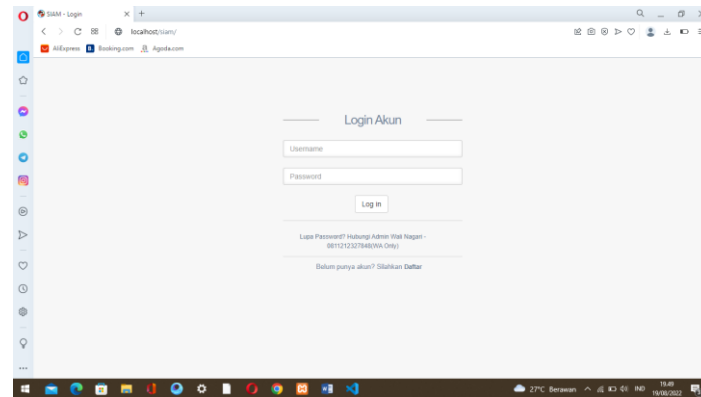 SIAM - Login
localhost/siam/
AliExpress
B. Booking.com
Agoda.com
Login Akun
Username
Password
Log in
Lupa Password? Hubungi Admin Wali Nagari -
0811212327848(WA Only)
Belum punya akun? Silahkan Daftar
27°C Berawan
IND
19.49
19/08/2022